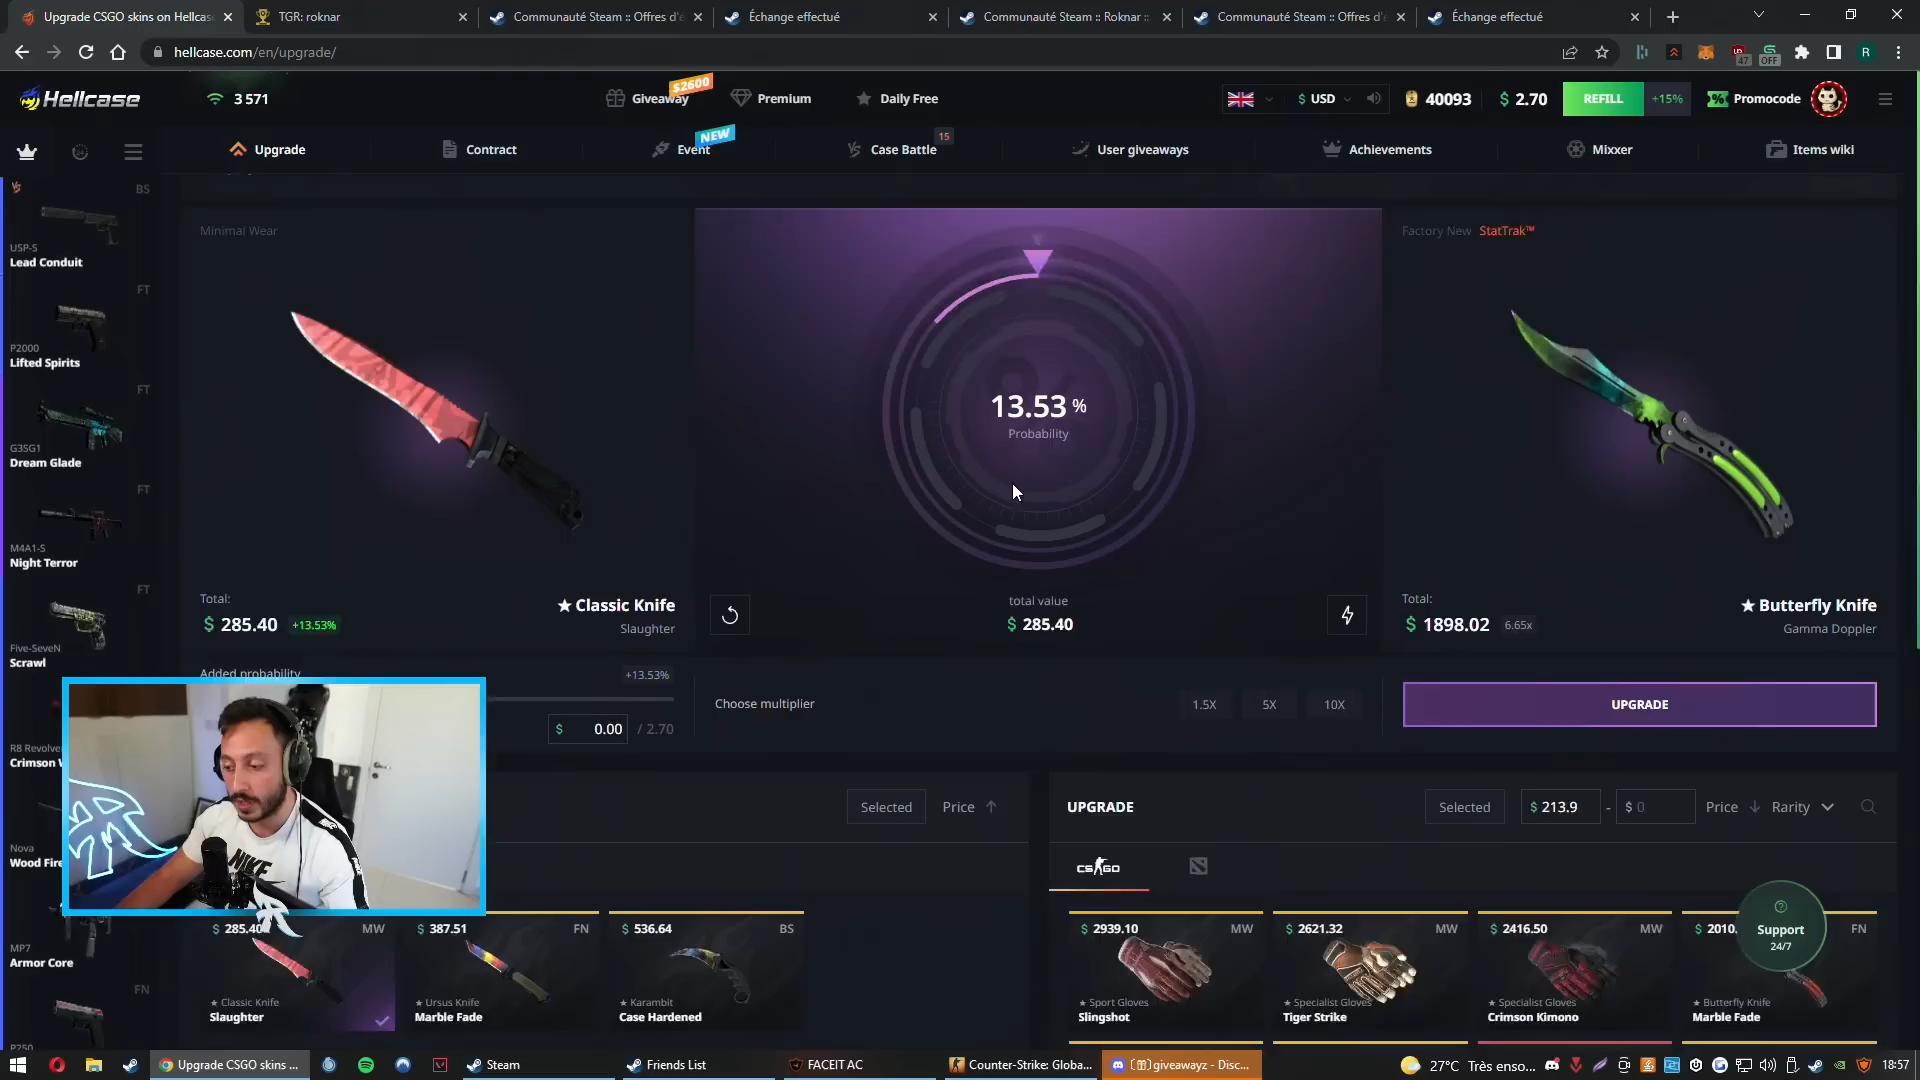 Upgrade CSGO skins on Hellcase
TGR: roknar
Communauté Steam :: Offres d'é
Échange effectué
Communauté Steam :: Roknar ::
Communauté Steam :: Offres d'é
Échange effectué
hellcase.com/en/upgrade/
47
OFF
R
Hellcase
3 571
Giveaway
$2600
Premium
Daily Free
$ USD
40093
$ 2.70
REFILL
+15%
Promocode
Upgrade
Contract
Event
NEW
Case Battle
15
User giveaways
Achievements
Mixxer
Items wiki
BS
USP-S
Lead Conduit
FT
P2000
Lifted Spirits
FT
G3SG1
Dream Glade
FT
M4A1-S
Night Terror
FT
Five-SeveN
Scrawl
R8 Revolver
Crimson W
Nova
Wood Fire
MP7
Armor Core
FN
P250
Minimal Wear
13.53 %
Probability
Factory New StatTrak™
Total:
$ 285.40 +13.53%
★ Classic Knife
Slaughter
total value
$ 285.40
Total:
$ 1898.02 6.65x
★ Butterfly Knife
Gamma Doppler
Added probability
+13.53%
$ 0.00 / 2.70
Choose multiplier
1.5X
5X
10X
UPGRADE
NIKE
Selected
Price
UPGRADE
Selected
$ 213.9 - $ 0
Price
Rarity
CS:GO
$ 285.40 MW
★ Classic Knife
Slaughter
$ 387.51 FN
★ Ursus Knife
Marble Fade
$ 536.64 BS
★ Karambit
Case Hardened
$ 2939.10 MW
★ Sport Gloves
Slingshot
$ 2621.32 MW
★ Specialist Gloves
Tiger Strike
$ 2416.50 MW
★ Specialist Gloves
Crimson Kimono
$ 2010. FN
★ Butterfly Knife
Marble Fade
Support
24/7
Upgrade CSGO skins ...
Steam
Friends List
FACEIT AC
Counter-Strike: Globa...
giveawayz - Disc...
27°C Très enso...
18:57